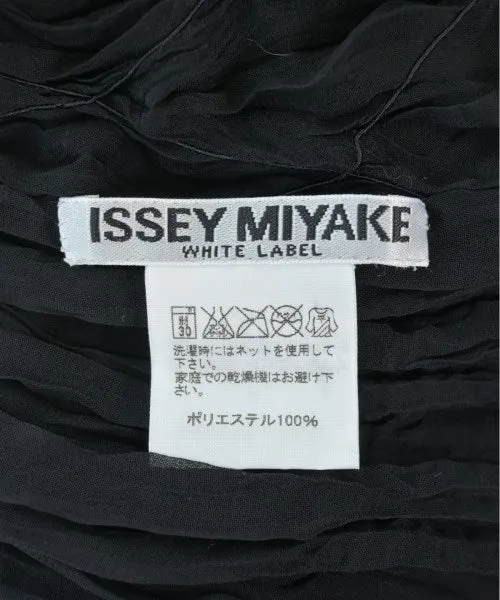 ISSEY MIYAKE
WHITE LABEL
洗濯時にはネットを使用して
下さい。
家庭での乾燥機はお避け下
さい。
ポリエステル100%